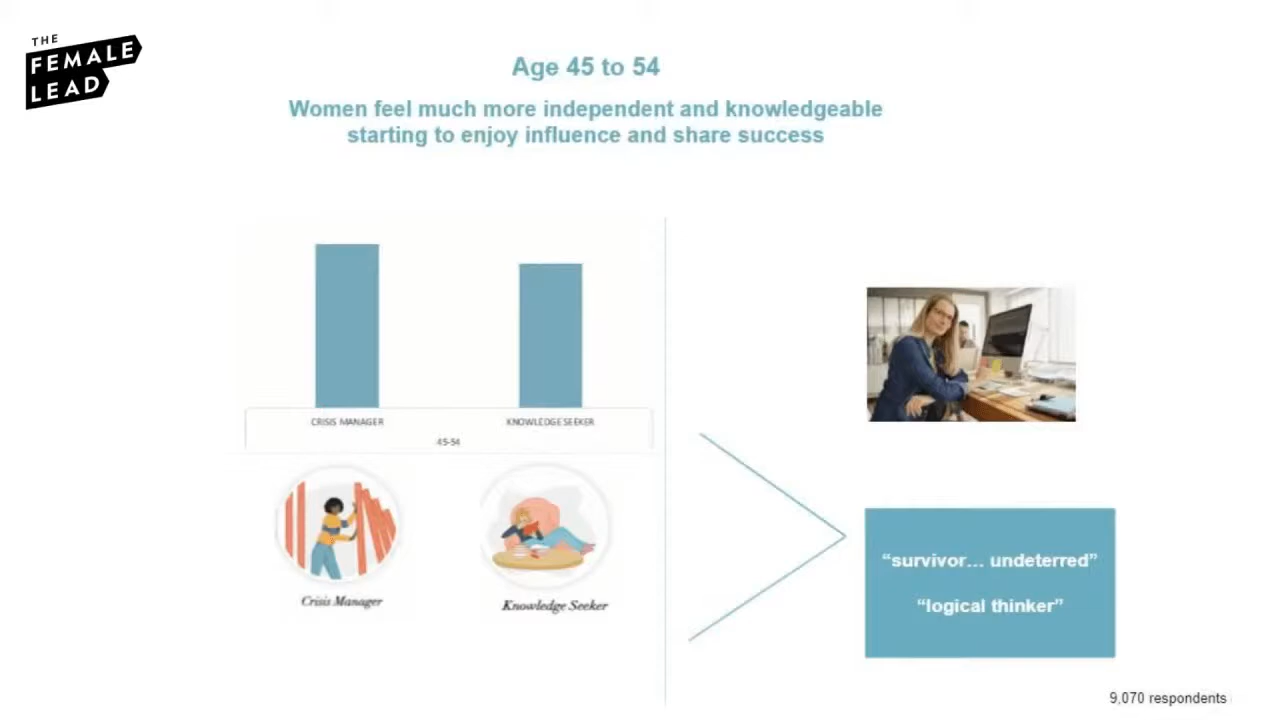 THE
FEMALE
LEAD
Age 45 to 54
Women feel much more independent and knowledgeable
starting to enjoy influence and share success
CRISIS MANAGER
KNOWLEDGE SEEKER
45-54
Crisis Manager
Knowledge Seeker
“survivor... undeterred”
“logical thinker”
9,070 respondents